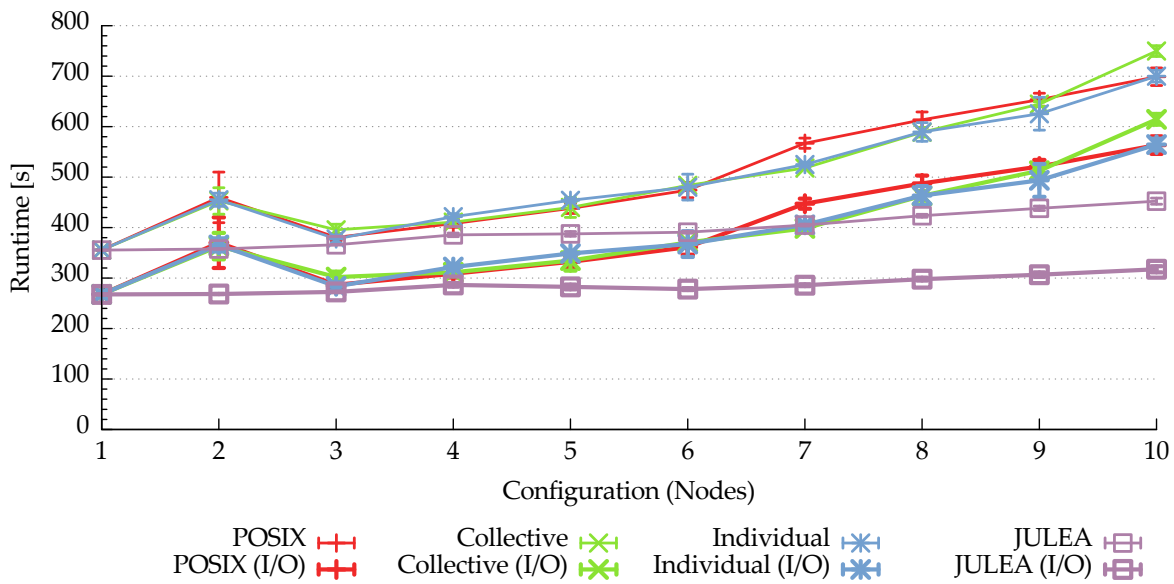 800
700
600
500
400
300
200
100
0
Runtime [s]
1 2 3 4 5 6 7 8 9 10
Configuration (Nodes)
POSIX Collective Individual JULEA
POSIX (I/O) Collective (I/O) Individual (I/O) JULEA (I/O)